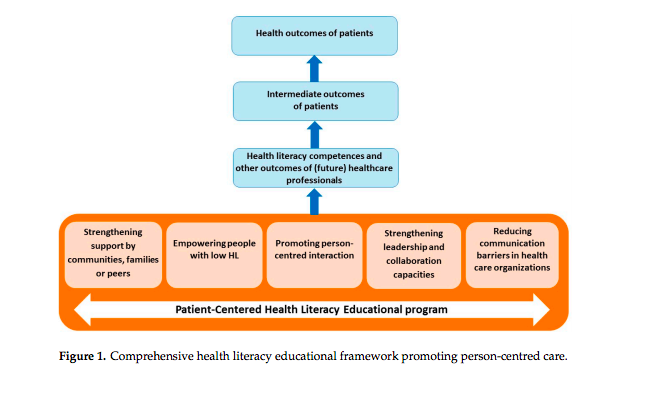 Health outcomes of patients
Intermediate outcomes
of patients
Health literacy competences and
other outcomes of (future) healthcare
professionals
Strengthening
support by
communities, families
or peers
Empowering people
with low HL
Promoting person-
centred interaction
Strengthening
leadership and
collaboration
capacities
Reducing
communication
barriers in health
care organizations
Patient-Centered Health Literacy Educational program
Figure 1. Comprehensive health literacy educational framework promoting person-centred care.